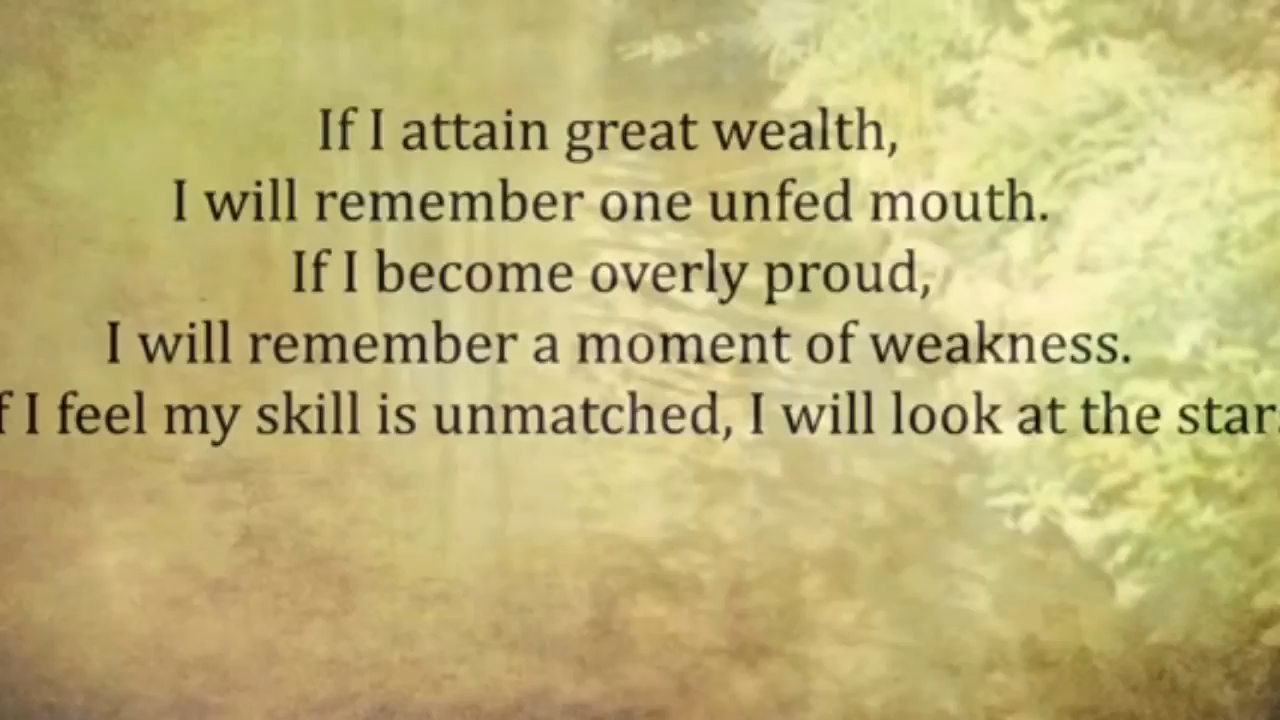 If I attain great wealth,
I will remember one unfed mouth.
If I become overly proud,
I will remember a moment of weakness.
I feel my skill is unmatched, I will look at the